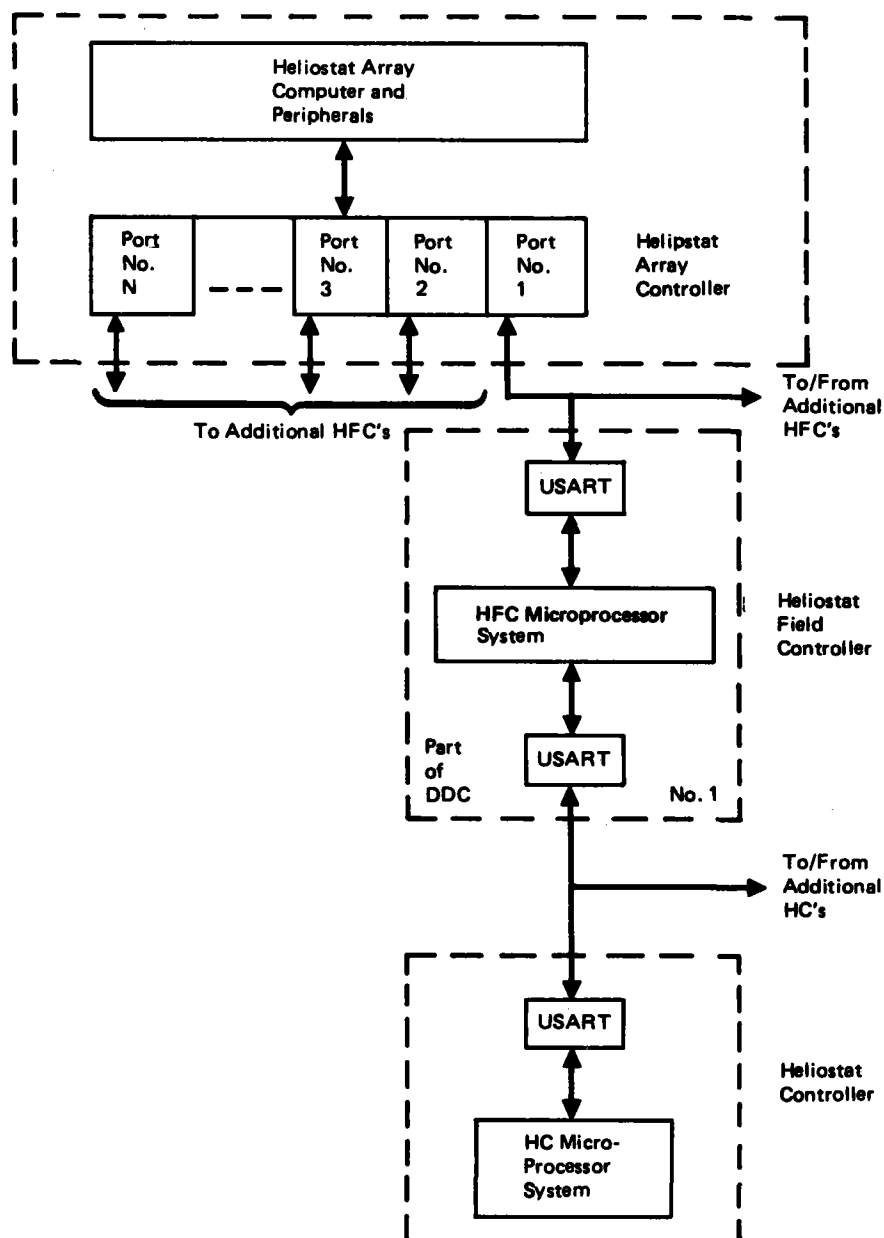 Heliostat Array
Computer and
Peripherals
Port
No.
N
Port
No.
3
Port
No.
2
Port
No.
1
Helipstat
Array
Controller
To Additional HFC's
To/From
Additional
HFC's
USART
HFC Microprocessor
System
Heliostat
Field
Controller
USART
Part
of
DDC
No. 1
To/From
Additional
HC's
USART
Heliostat
Controller
HC Micro-
Processor
System